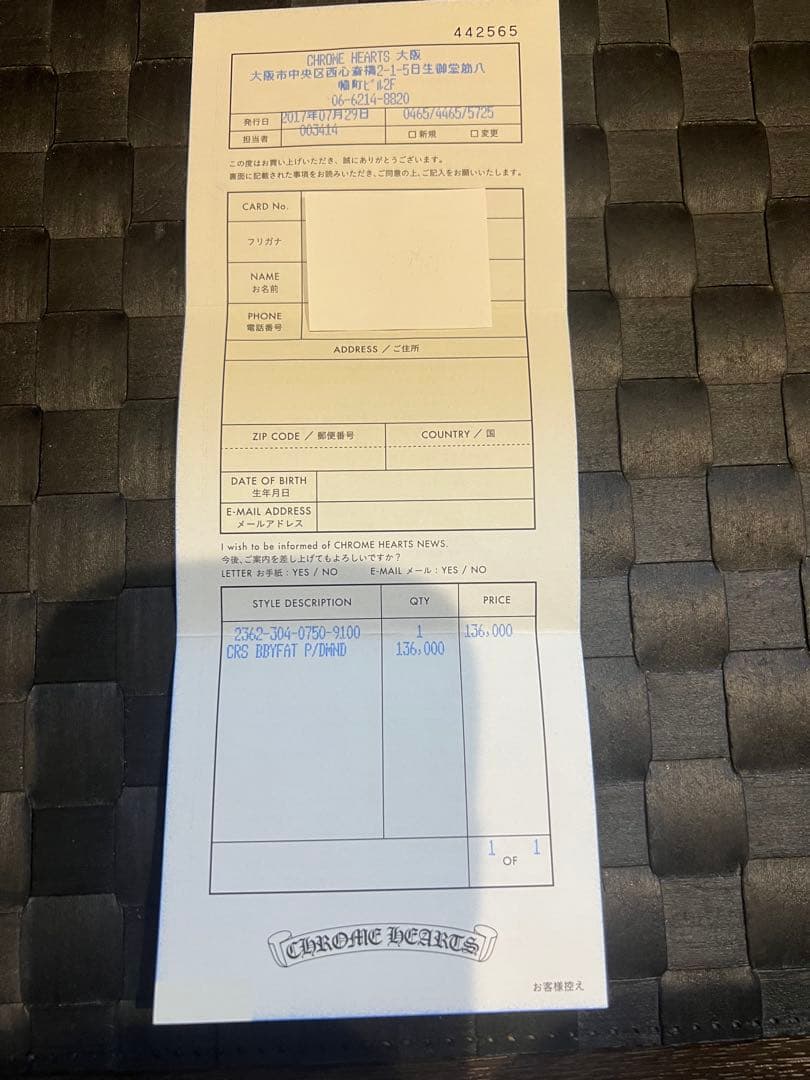 442565
CHROME HEARTS 大阪
大阪市中央区西心斎橋2-1-5日生御堂筋八
幡町ビル2F
06-6214-8820
発行日 2017年07月29日 0465/4465/5725
担当者 003414 □ 新規 □ 変更
この度はお買い上げいただき、誠にありがとうございます。
裏面に記載された事項をお読みいただき、ご同意の上、ご記入をお願いいたします。
CARD No.
フリガナ
NAME
お名前
PHONE
電話番号
ADDRESS / ご住所
ZIP CODE / 郵便番号 COUNTRY / 国
DATE OF BIRTH
生年月日
E-MAIL ADDRESS
メールアドレス
I wish to be informed of CHROME HEARTS NEWS.
今後、ご案内を差し上げてもよろしいですか？
LETTER お手紙 : YES / NO E-MAIL メール : YES / NO
STYLE DESCRIPTION QTY PRICE
2362-304-0750-9100 1 136,000
CRS BBYFAT P/DMND 136,000
1 OF 1
CHROME HEARTS
お客様控え